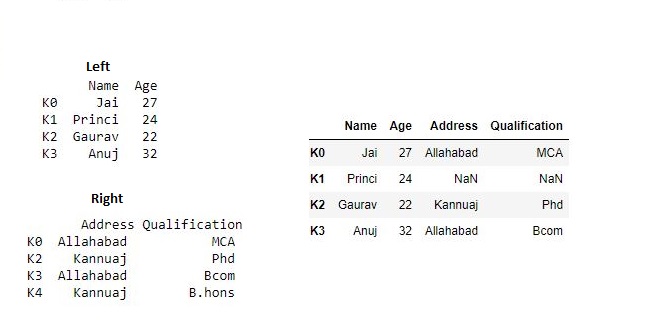 Left
Name Age
K0 Jai 27
K1 Princi 24
K2 Gaurav 22
K3 Anuj 32
Right
Address Qualification
K0 Allahabad MCA
K2 Kannuaj Phd
K3 Allahabad Bcom
K4 Kannuaj B.hons
Name Age Address Qualification
K0 Jai 27 Allahabad MCA
K1 Princi 24 NaN NaN
K2 Gaurav 22 Kannuaj Phd
K3 Anuj 32 Allahabad Bcom